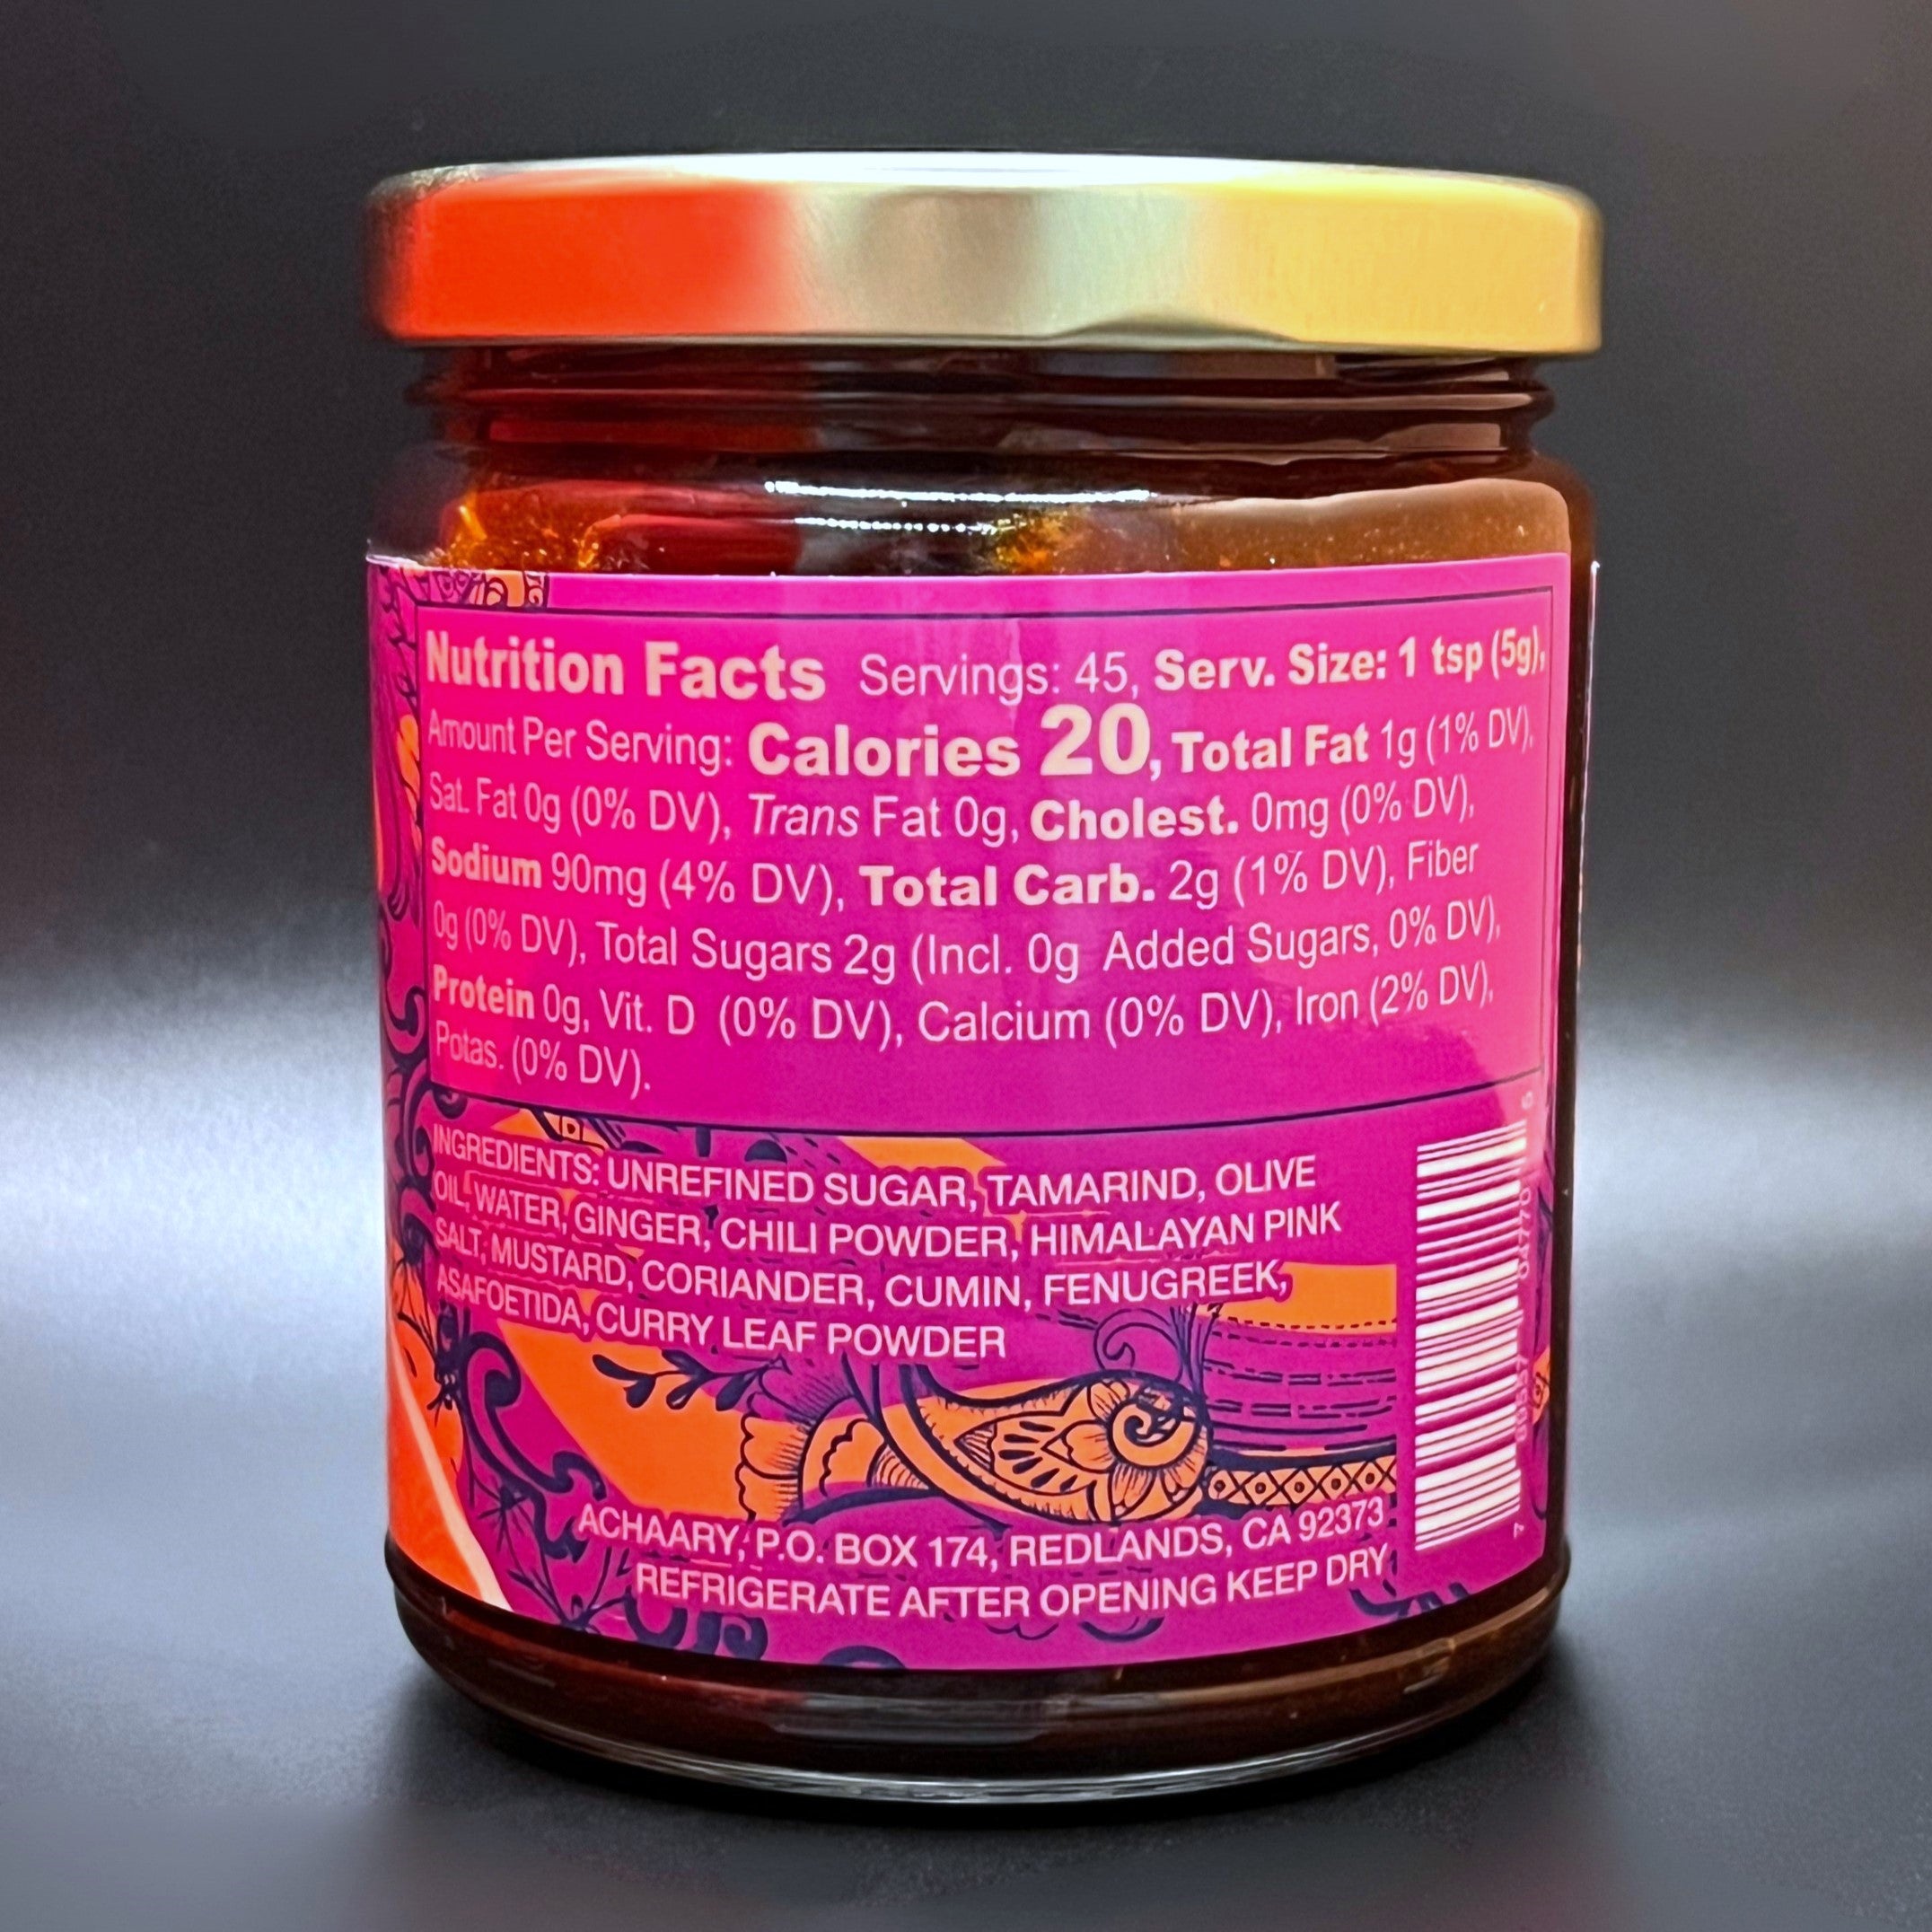 Nutrition Facts Servings: 45, Serv. Size: 1 tsp (5g),
Amount Per Serving: Calories 20, Total Fat 1g (1% DV),
Sat. Fat 0g (0% DV), Trans Fat 0g, Cholest. 0mg (0% DV),
Sodium 90mg (4% DV), Total Carb. 2g (1% DV), Fiber
0g (0% DV), Total Sugars 2g (Incl. 0g Added Sugars, 0% DV),
Protein 0g, Vit. D (0% DV), Calcium (0% DV), Iron (2% DV),
Potas. (0% DV).
INGREDIENTS: UNREFINED SUGAR, TAMARIND, OLIVE
OIL, WATER, GINGER, CHILI POWDER, HIMALAYAN PINK
SALT, MUSTARD, CORIANDER, CUMIN, FENUGREEK,
ASAFOETIDA, CURRY LEAF POWDER
ACHAARY, P.O. BOX 174, REDLANDS, CA 92373
REFRIGERATE AFTER OPENING KEEP DRY